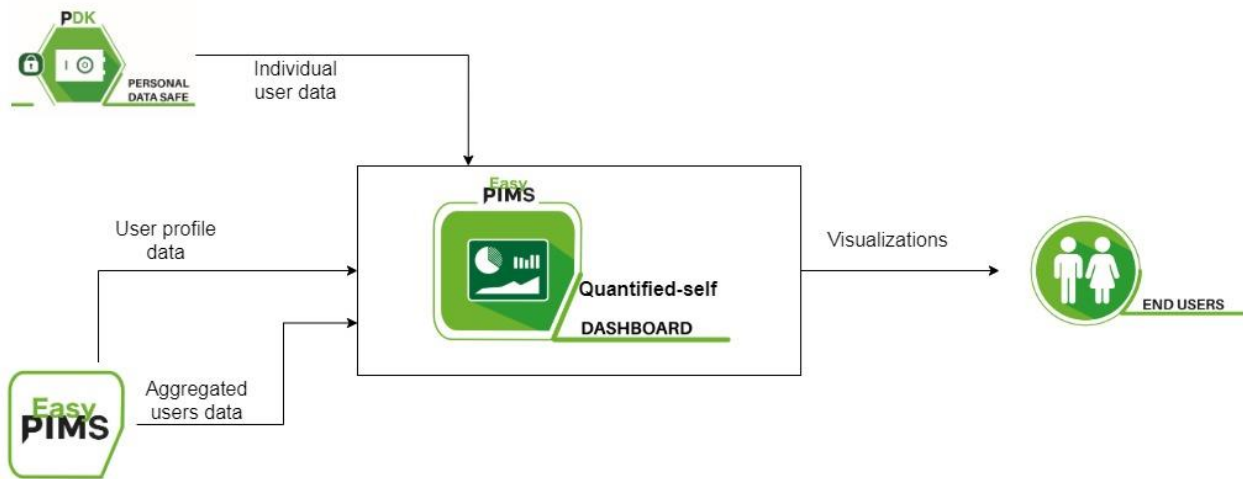 PDK
PERSONAL
DATA SAFE
Individual
user data
Easy
PIMS
User profile
data
Visualizations
Quantified-self
DASHBOARD
END USERS
Aggregated
users data
Easy
PIMS